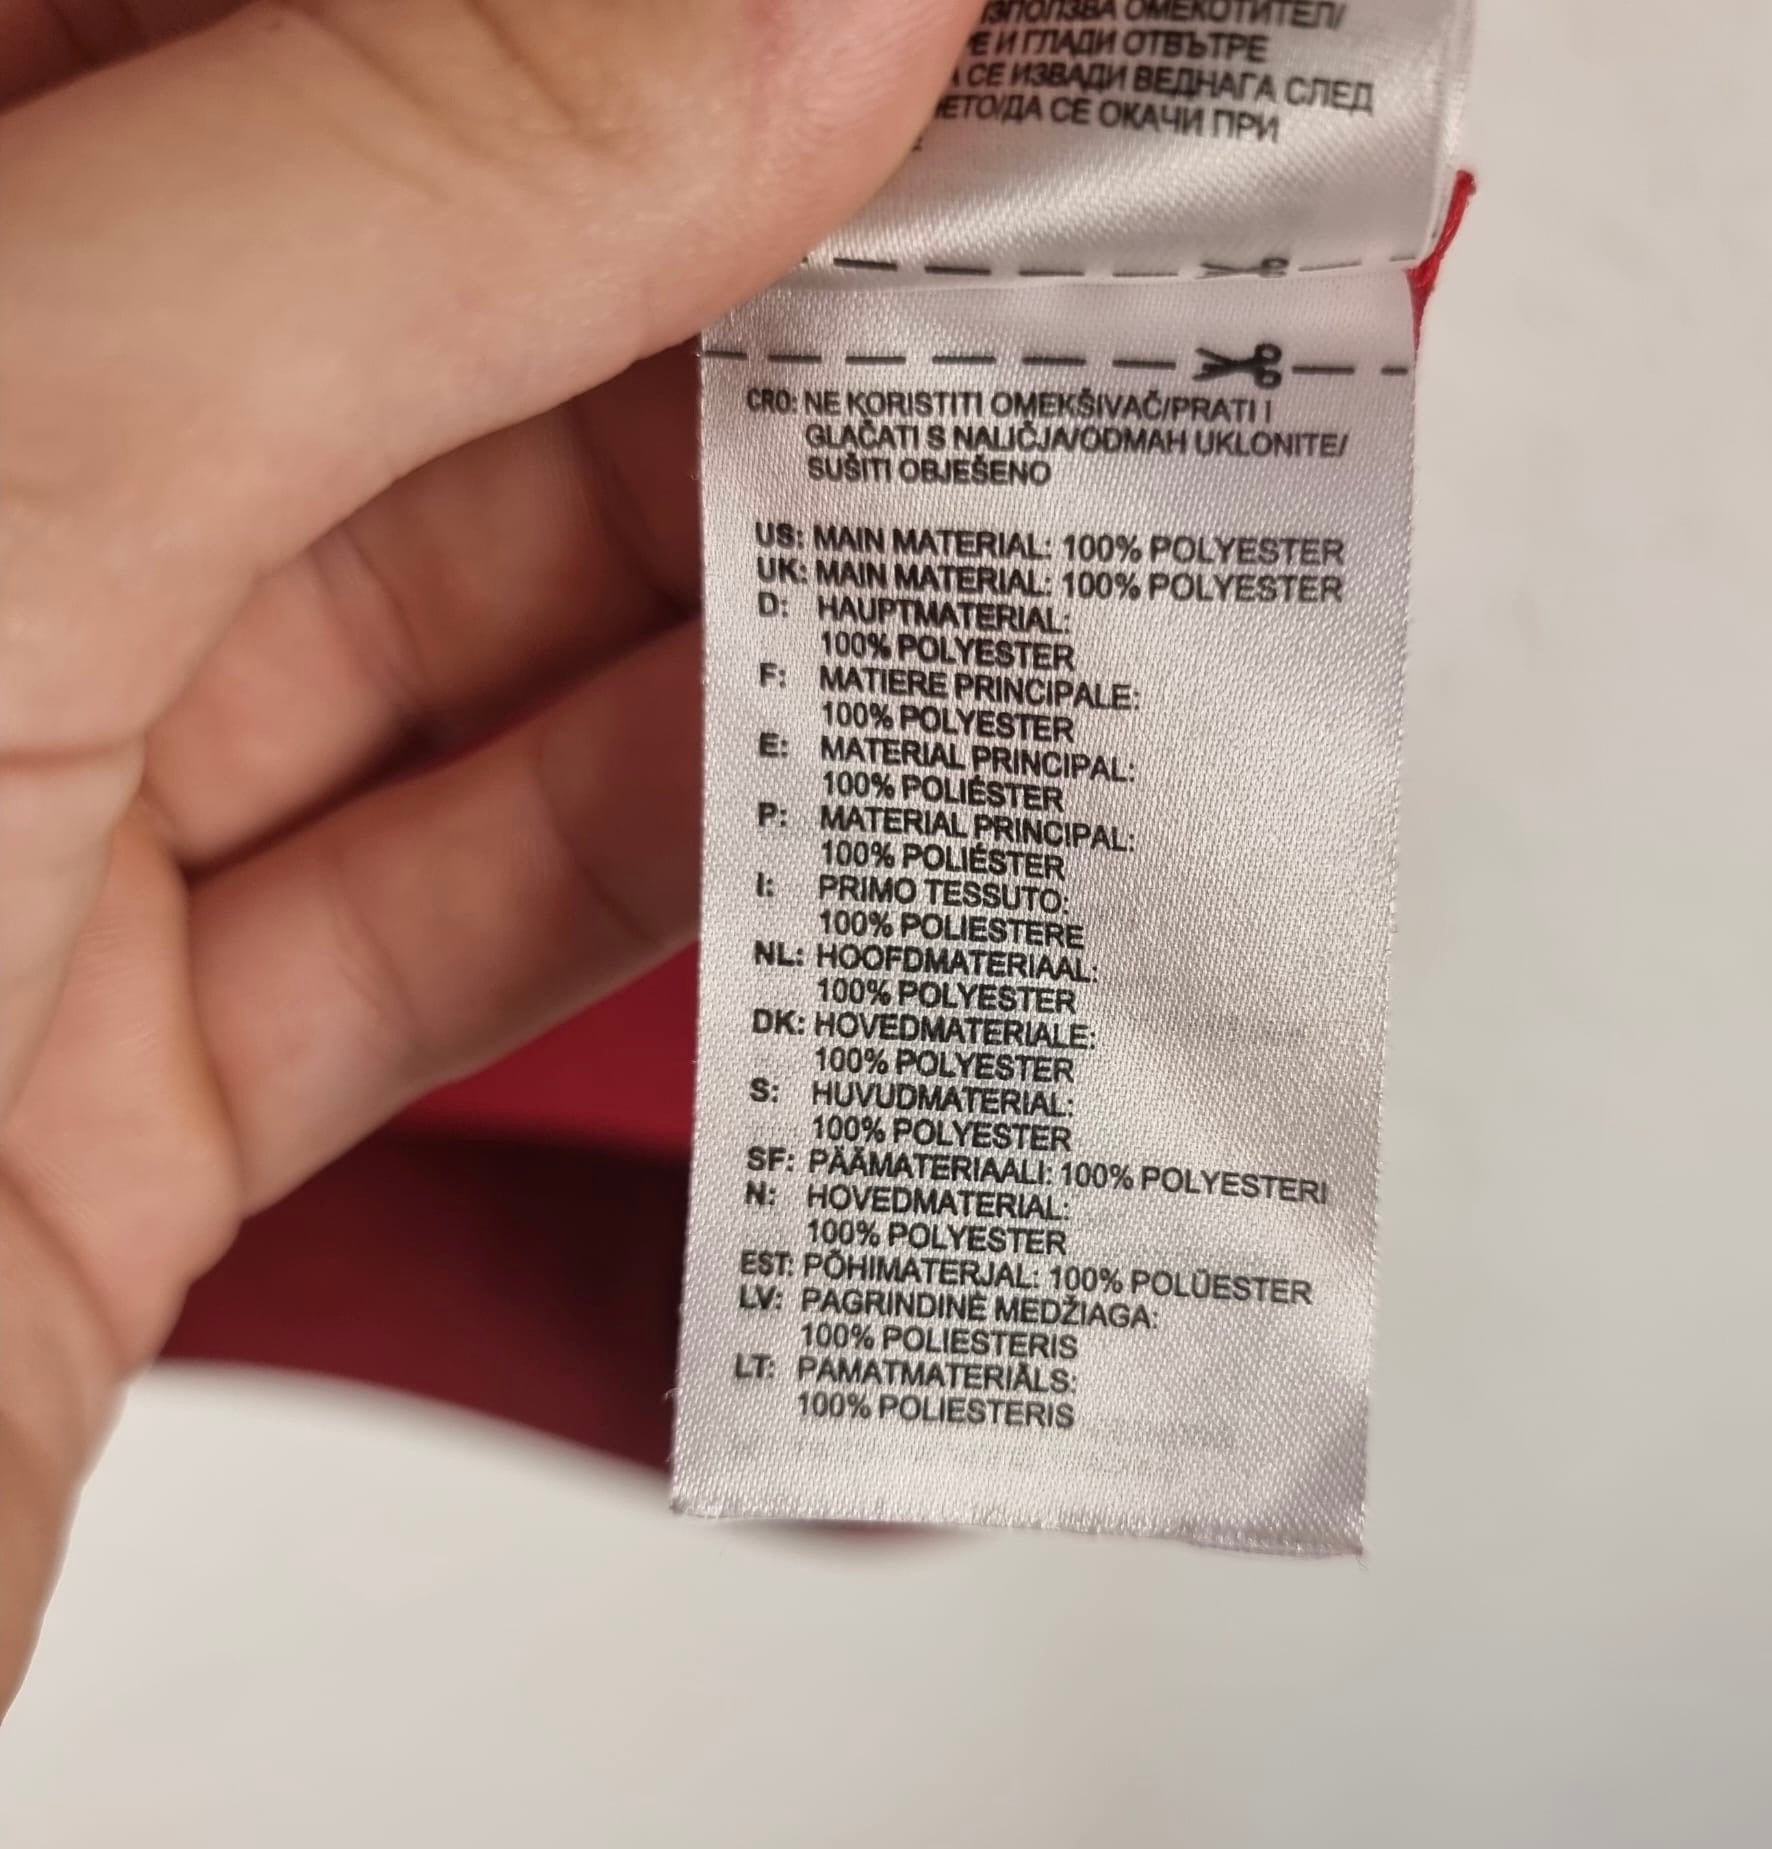 ОМЕКОТИТЕЛ/
И ГЛАДИ ОТВЪТРЕ
СЕ ИЗВАДИ ВЕДНАГА СЛЕД
ДА СЕ ОКАЧИ ПРИ
CRO: NE KORISTITI OMEKŠIVAČ/PRATI I
GLAČATI S NALIČJA/ODMAH UKLONITE/
SUŠITI OBJEŠENO
US: MAIN MATERIAL: 100% POLYESTER
UK: MAIN MATERIAL: 100% POLYESTER
D: HAUPTMATERIAL:
100% POLYESTER
F: MATIERE PRINCIPALE:
100% POLYESTER
E: MATERIAL PRINCIPAL:
100% POLIÉSTER
P: MATERIAL PRINCIPAL:
100% POLIÉSTER
I: PRIMO TESSUTO:
100% POLIESTERE
NL: HOOFDMATERIAAL:
100% POLYESTER
DK: HOVEDMATERIALE:
100% POLYESTER
S: HUVUDMATERIAL:
100% POLYESTER
SF: PÄÄMATERIAALI: 100% POLYESTERI
N: HOVEDMATERIAL:
100% POLYESTER
EST: PÕHIMATERJAL: 100% POLÜESTER
LV: PAGRINDINĖ MEDŽIAGA:
100% POLIESTERIS
LT: PAMATMATERIĀLS:
100% POLIESTERIS